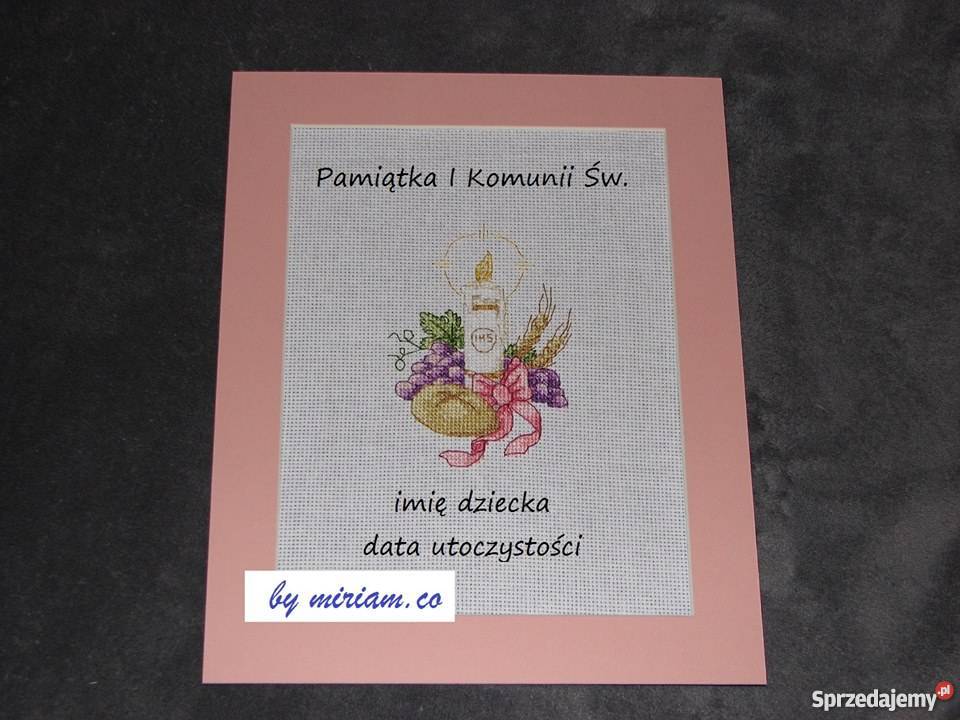 Pamiątka I Komunii Św.
IHS
imię dziecka
data utoczystości
by miriam.co
Sprzedajemy.pl